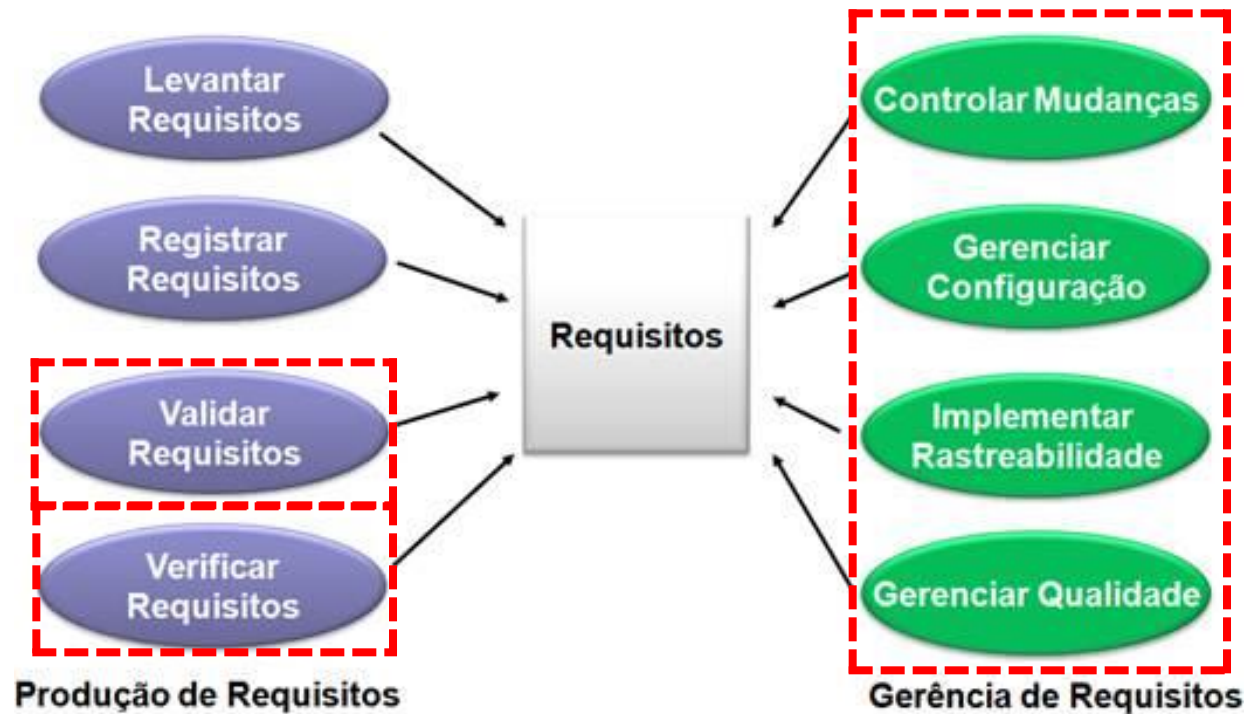 Levantar
Requisitos
Registrar
Requisitos
Validar
Requisitos
Verificar
Requisitos
Produção de Requisitos
Requisitos
Controlar Mudanças
Gerenciar
Configuração
Implementar
Rastreabilidade
Gerenciar Qualidade
Gerência de Requisitos